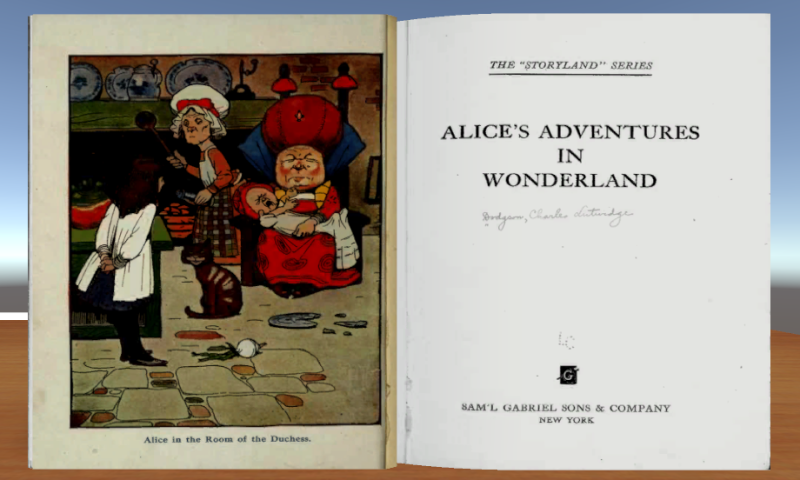 Alice in the Room of the Duchess.
THE "STORYLAND" SERIES
ALICE'S ADVENTURES
IN
WONDERLAND
Dodgson, Charles Lutwidge
G
SAM'L GABRIEL SONS & COMPANY
NEW YORK